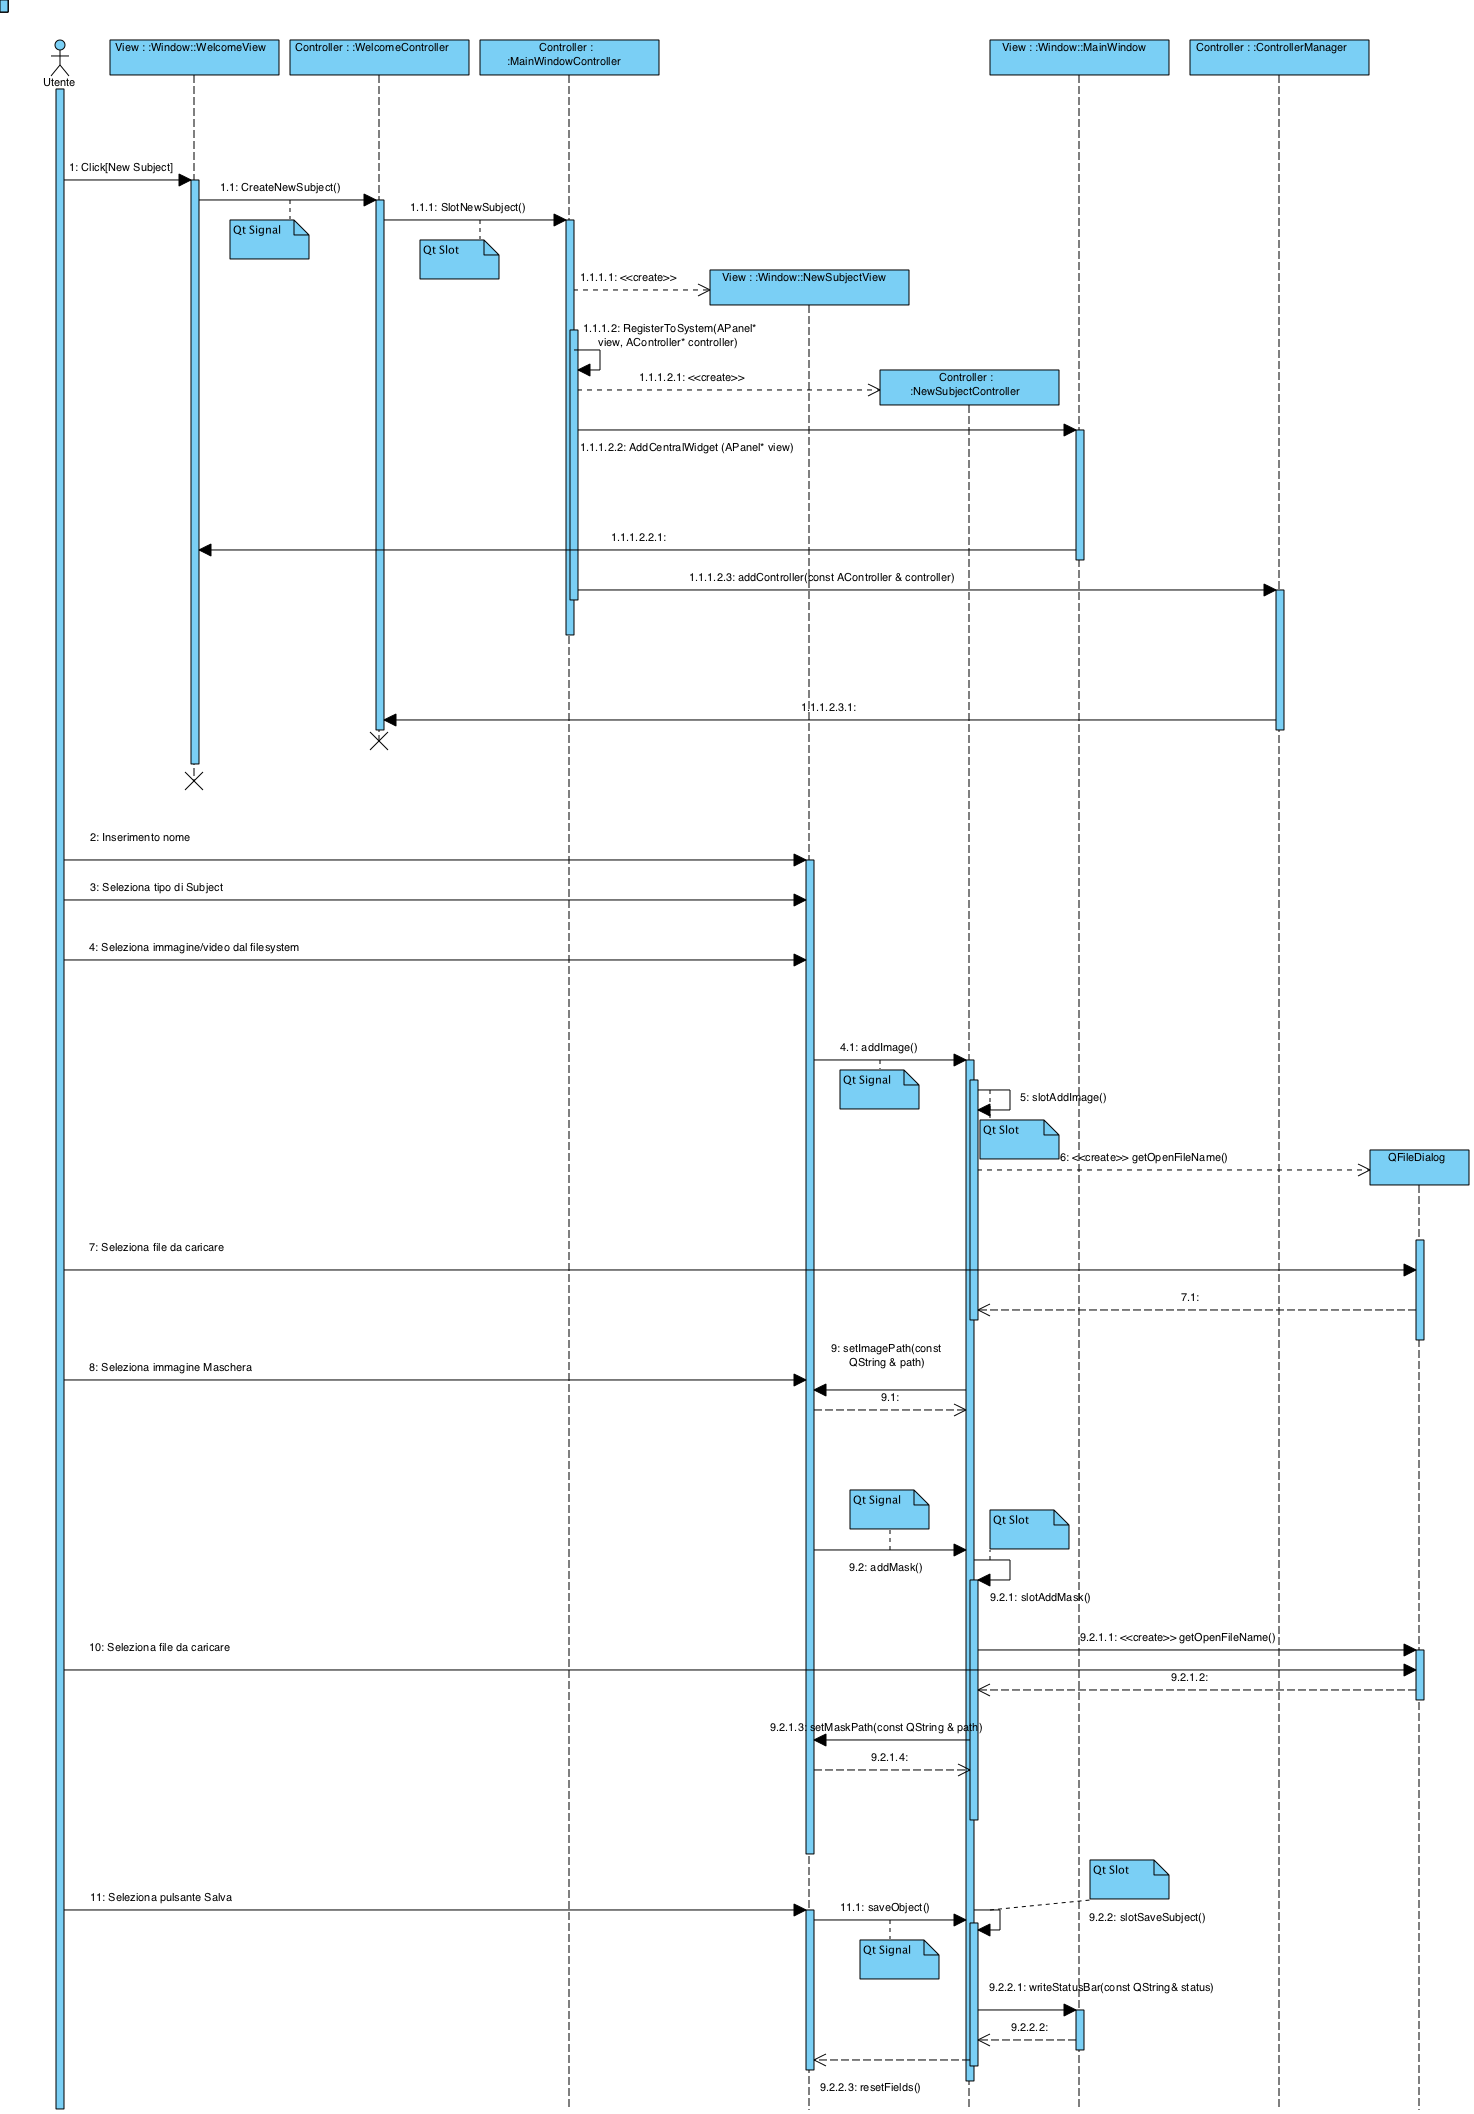 View : :Window::WelcomeView
Controller : :WelcomeController
Controller :
:MainWindowController
View : :Window::MainWindow
Controller : :ControllerManager
Utente
1: Click[New Subject]
1.1: CreateNewSubject()
1.1.1: SlotNewSubject()
Qt Signal
Qt Slot
1.1.1.1: <<create>>
View : :Window::NewSubjectView
1.1.1.2: RegisterToSystem(APanel*
view, AController* controller)
1.1.1.2.1: <<create>>
Controller :
:NewSubjectController
1.1.1.2.2: AddCentralWidget (APanel* view)
1.1.1.2.2.1:
1.1.1.2.3: addController(const AController & controller)
1.1.1.2.3.1:
2: Inserimento nome
3: Seleziona tipo di Subject
4: Seleziona immagine/video dal filesystem
4.1: addImage()
Qt Signal
5: slotAddImage()
Qt Slot
6: <<create>> getOpenFileName()
QFileDialog
7: Seleziona file da caricare
7.1:
9: setImagePath(const
QString & path)
8: Seleziona immagine Maschera
9.1:
Qt Signal
Qt Slot
9.2: addMask()
9.2.1: slotAddMask()
9.2.1.1: <<create>> getOpenFileName()
10: Seleziona file da caricare
9.2.1.2:
9.2.1.3: setMaskPath(const QString & path)
9.2.1.4:
Qt Slot
11: Seleziona pulsante Salva
11.1: saveObject()
9.2.2: slotSaveSubject()
Qt Signal
9.2.2.1: writeStatusBar(const QString& status)
9.2.2.2:
9.2.2.3: resetFields()